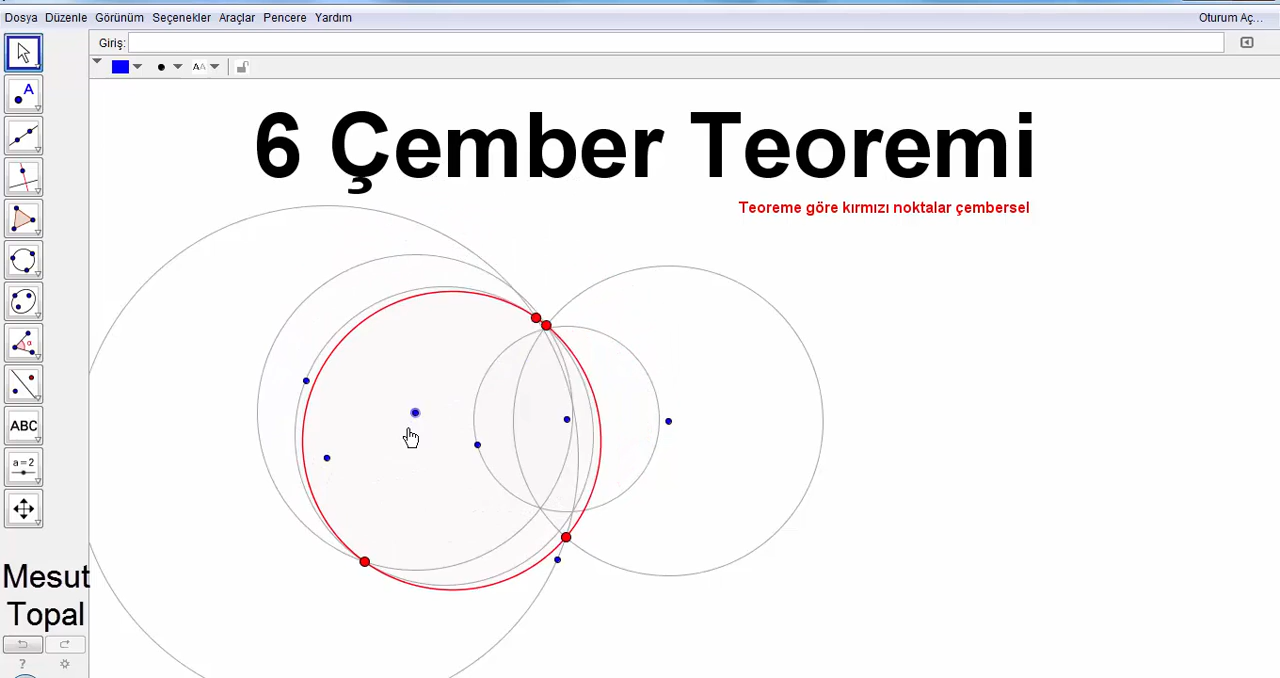 Dosya Düzenle Görünüm Seçenekler Araçlar Pencere Yardım Oturum Aç...
Giriş:
AA
6 Çember Teoremi
Teoreme göre kırmızı noktalar çembersel
A
α
ABC
a=2
Mesut
Topal
?